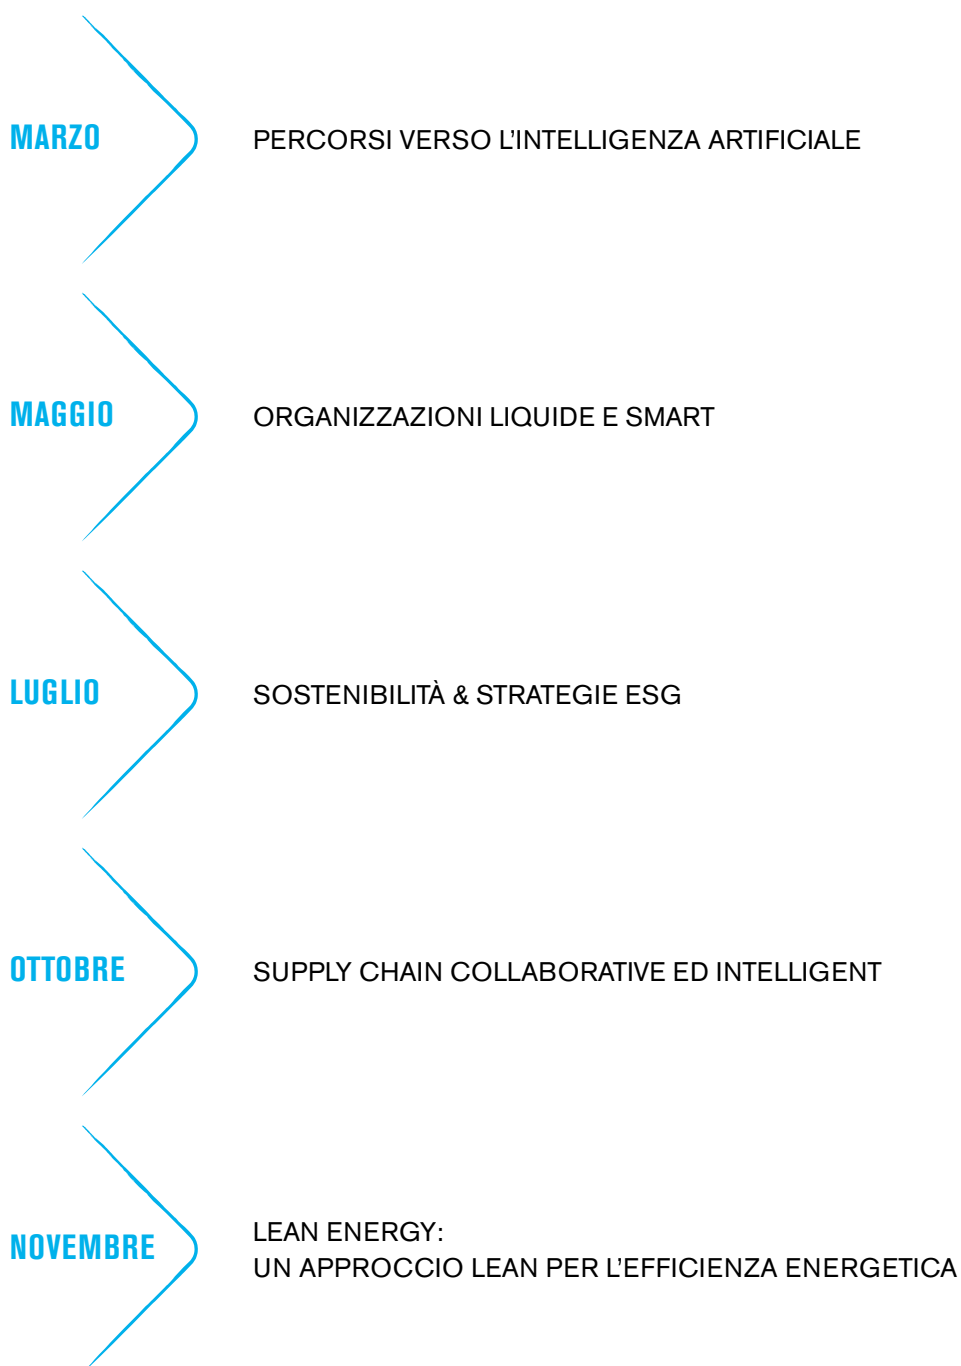 MARZO
PERCORSI VERSO L’INTELLIGENZA ARTIFICIALE
MAGGIO
ORGANIZZAZIONI LIQUIDE E SMART
LUGLIO
SOSTENIBILITÀ & STRATEGIE ESG
OTTOBRE
SUPPLY CHAIN COLLABORATIVE ED INTELLIGENT
NOVEMBRE
LEAN ENERGY:
UN APPROCCIO LEAN PER L’EFFICIENZA ENERGETICA